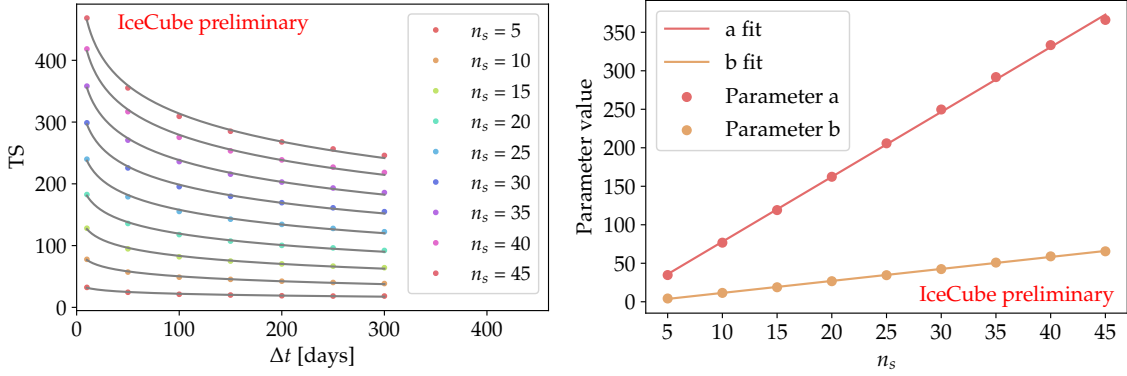 IceCube preliminary
TS
400
300
200
100
0
0
100
200
300
400
Δt [days]
n_s = 5
n_s = 10
n_s = 15
n_s = 20
n_s = 25
n_s = 30
n_s = 35
n_s = 40
n_s = 45
Parameter value
350
300
250
200
150
100
50
0
a fit
b fit
Parameter a
Parameter b
IceCube preliminary
5
10
15
20
25
30
35
40
45
n_s